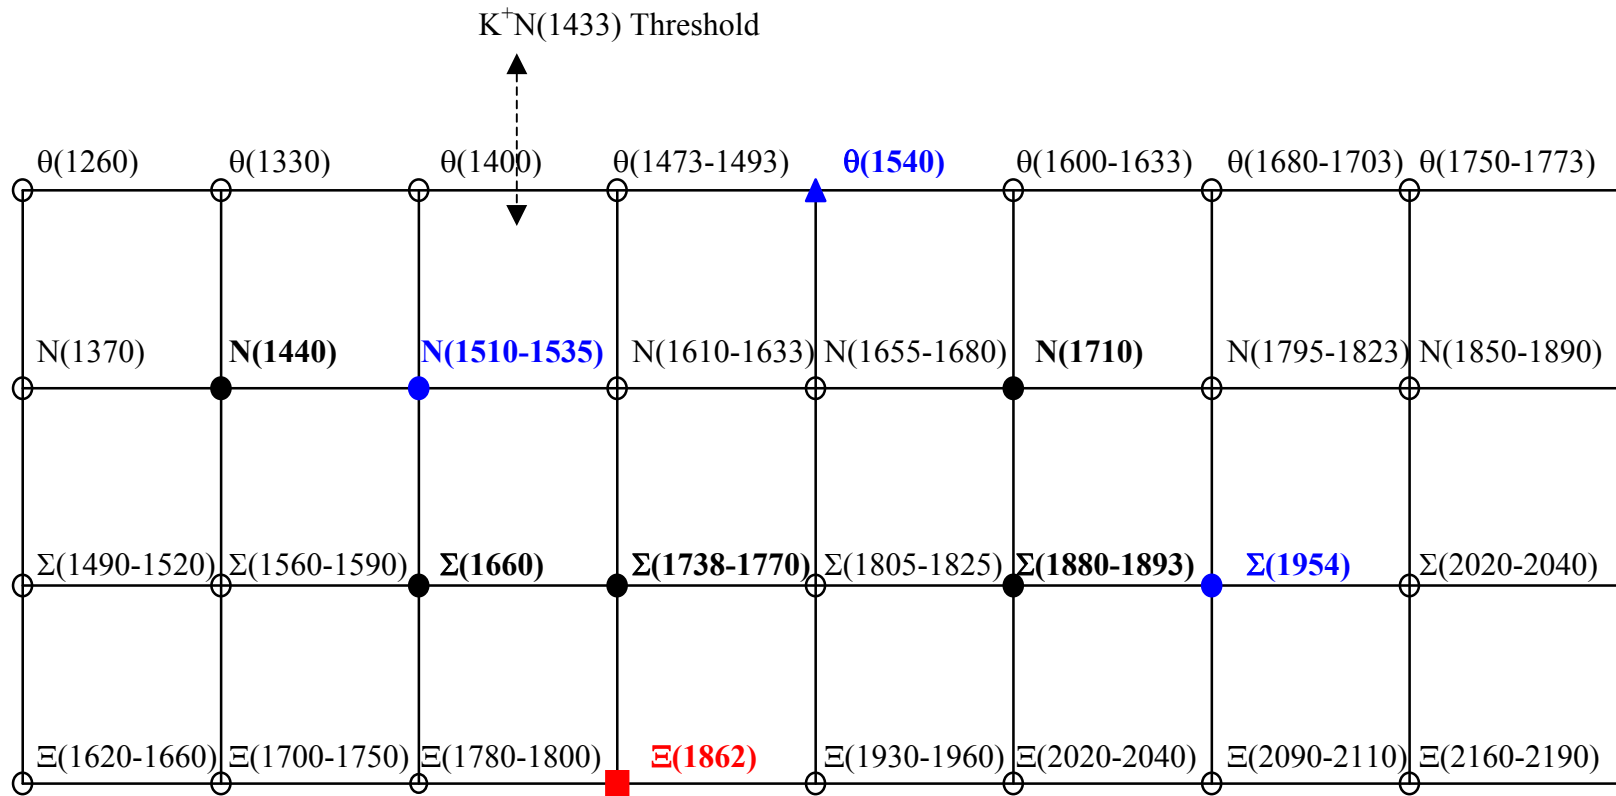 K⁺N(1433) Threshold
θ(1260) θ(1330) θ(1400) θ(1473-1493) θ(1540) θ(1600-1633) θ(1680-1703) θ(1750-1773)
N(1370) N(1440) N(1510-1535) N(1610-1633) N(1655-1680) N(1710) N(1795-1823) N(1850-1890)
Σ(1490-1520) Σ(1560-1590) Σ(1660) Σ(1738-1770) Σ(1805-1825) Σ(1880-1893) Σ(1954) Σ(2020-2040)
Ξ(1620-1660) Ξ(1700-1750) Ξ(1780-1800) Ξ(1862) Ξ(1930-1960) Ξ(2020-2040) Ξ(2090-2110) Ξ(2160-2190)